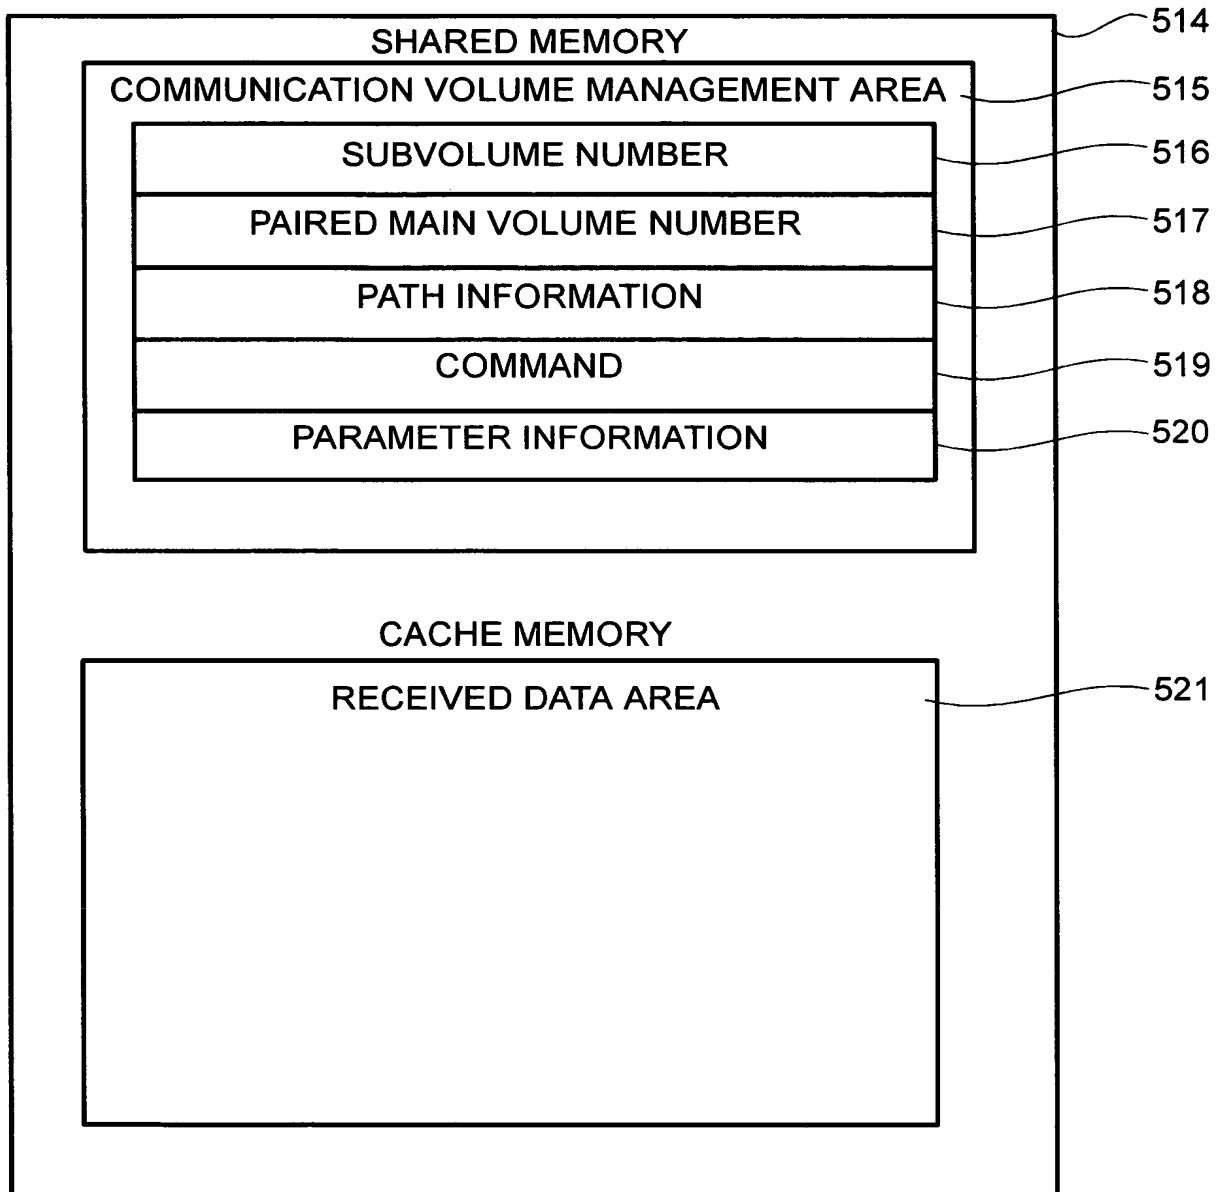 SHARED MEMORY
514
COMMUNICATION VOLUME MANAGEMENT AREA
515
SUBVOLUME NUMBER
516
PAIRED MAIN VOLUME NUMBER
517
PATH INFORMATION
518
COMMAND
519
PARAMETER INFORMATION
520
CACHE MEMORY
RECEIVED DATA AREA
521